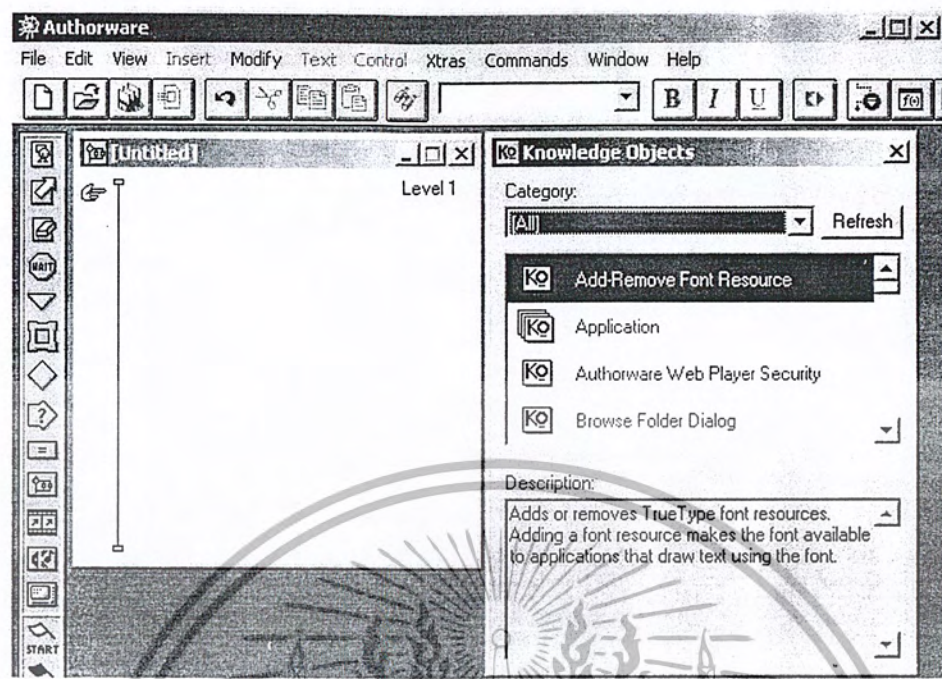 Authorware
File Edit View Insert Modify Text Control Xtras Commands Window Help
B I U
[Untitled]
Level 1
WAIT
START
Knowledge Objects
Category:
[All]
Refresh
Add-Remove Font Resource
Application
Authorware Web Player Security
Browse Folder Dialog
Description:
Adds or removes TrueType font resources.
Adding a font resource makes the font available
to applications that draw text using the font.